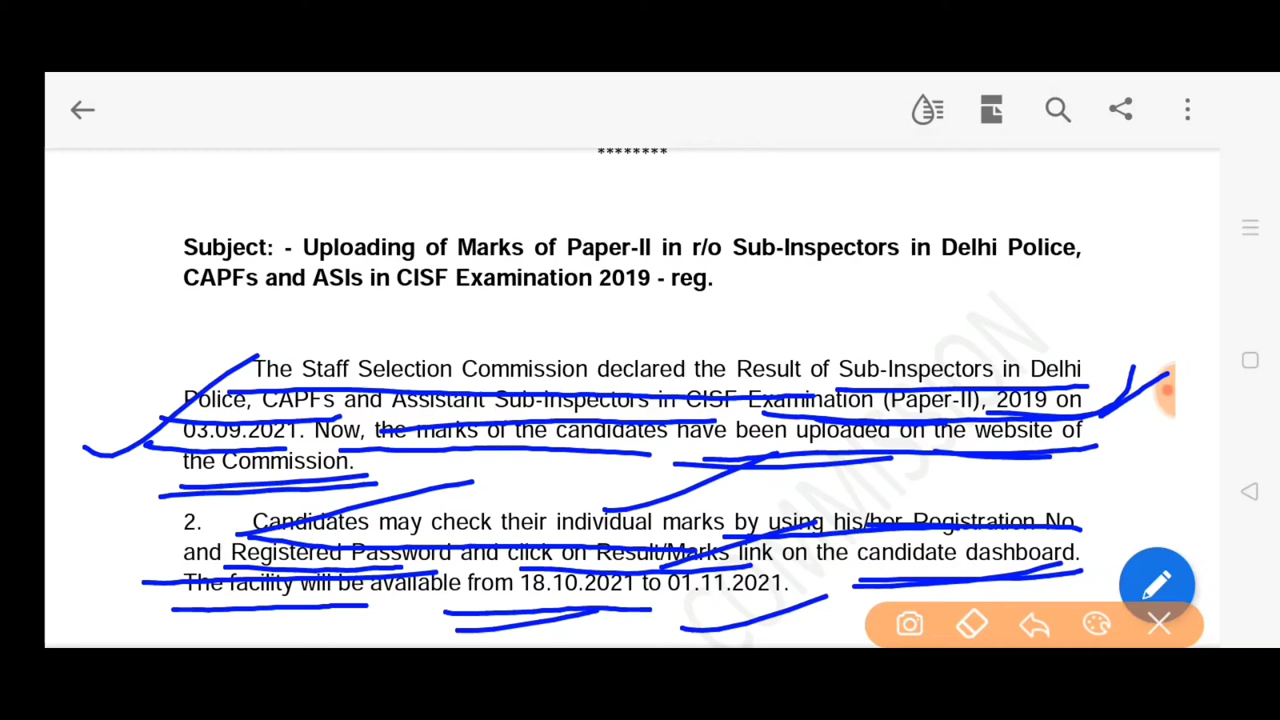 ********
Subject: - Uploading of Marks of Paper-II in r/o Sub-Inspectors in Delhi Police,
CAPFs and ASIs in CISF Examination 2019 - reg.
The Staff Selection Commission declared the Result of Sub-Inspectors in Delhi
Police, CAPFs and Assistant Sub-Inspectors in CISF Examination (Paper-II), 2019 on
03.09.2021. Now, the marks of the candidates have been uploaded on the website of
the Commission.
2. Candidates may check their individual marks by using his/her Registration No
and Registered Password and click on Result/Marks link on the candidate dashboard.
The facility will be available from 18.10.2021 to 01.11.2021.
COMMISSION